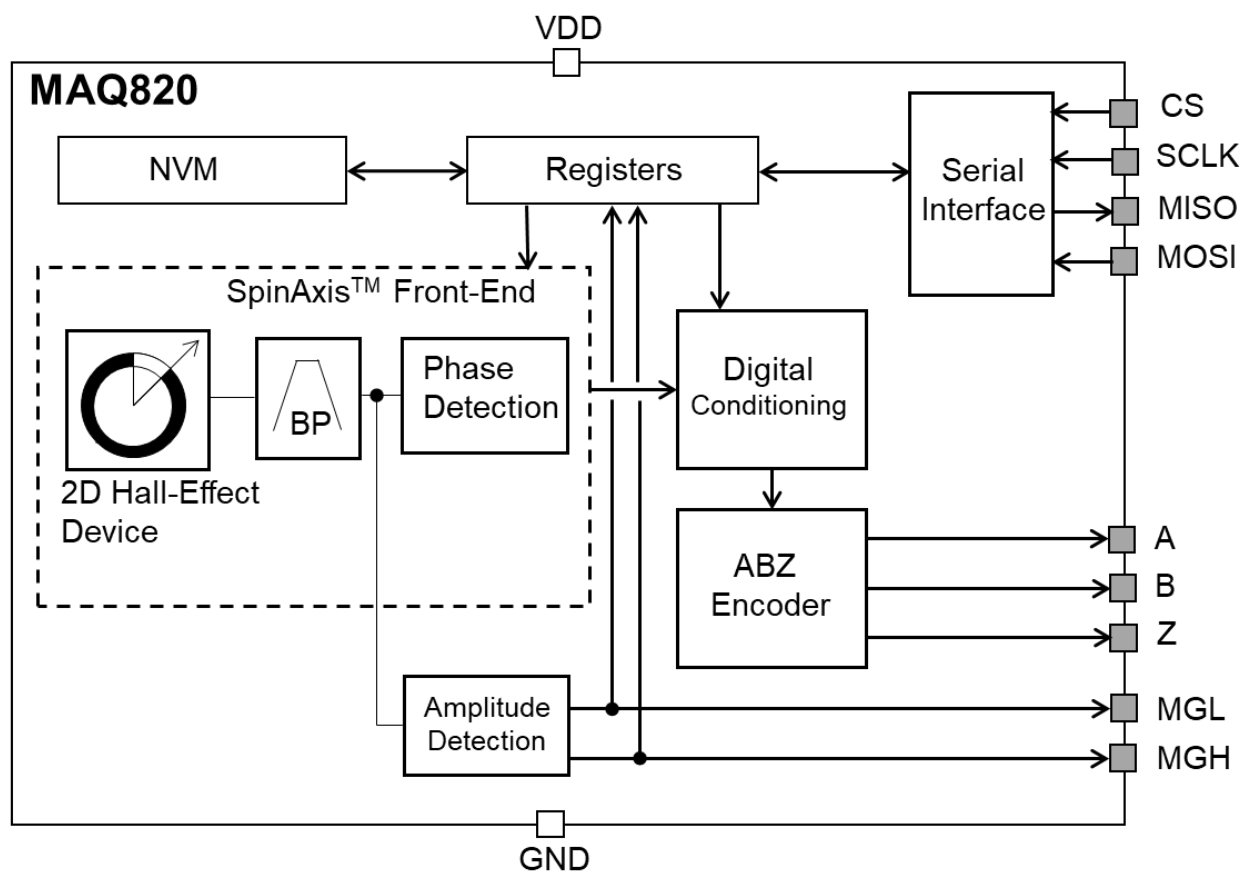 VDD
MAQ820
NVM
Registers
Serial
Interface
CS
SCLK
MISO
MOSI
SpinAxis™ Front-End
BP
Phase
Detection
2D Hall-Effect
Device
Digital
Conditioning
ABZ
Encoder
A
B
Z
Amplitude
Detection
MGL
MGH
GND